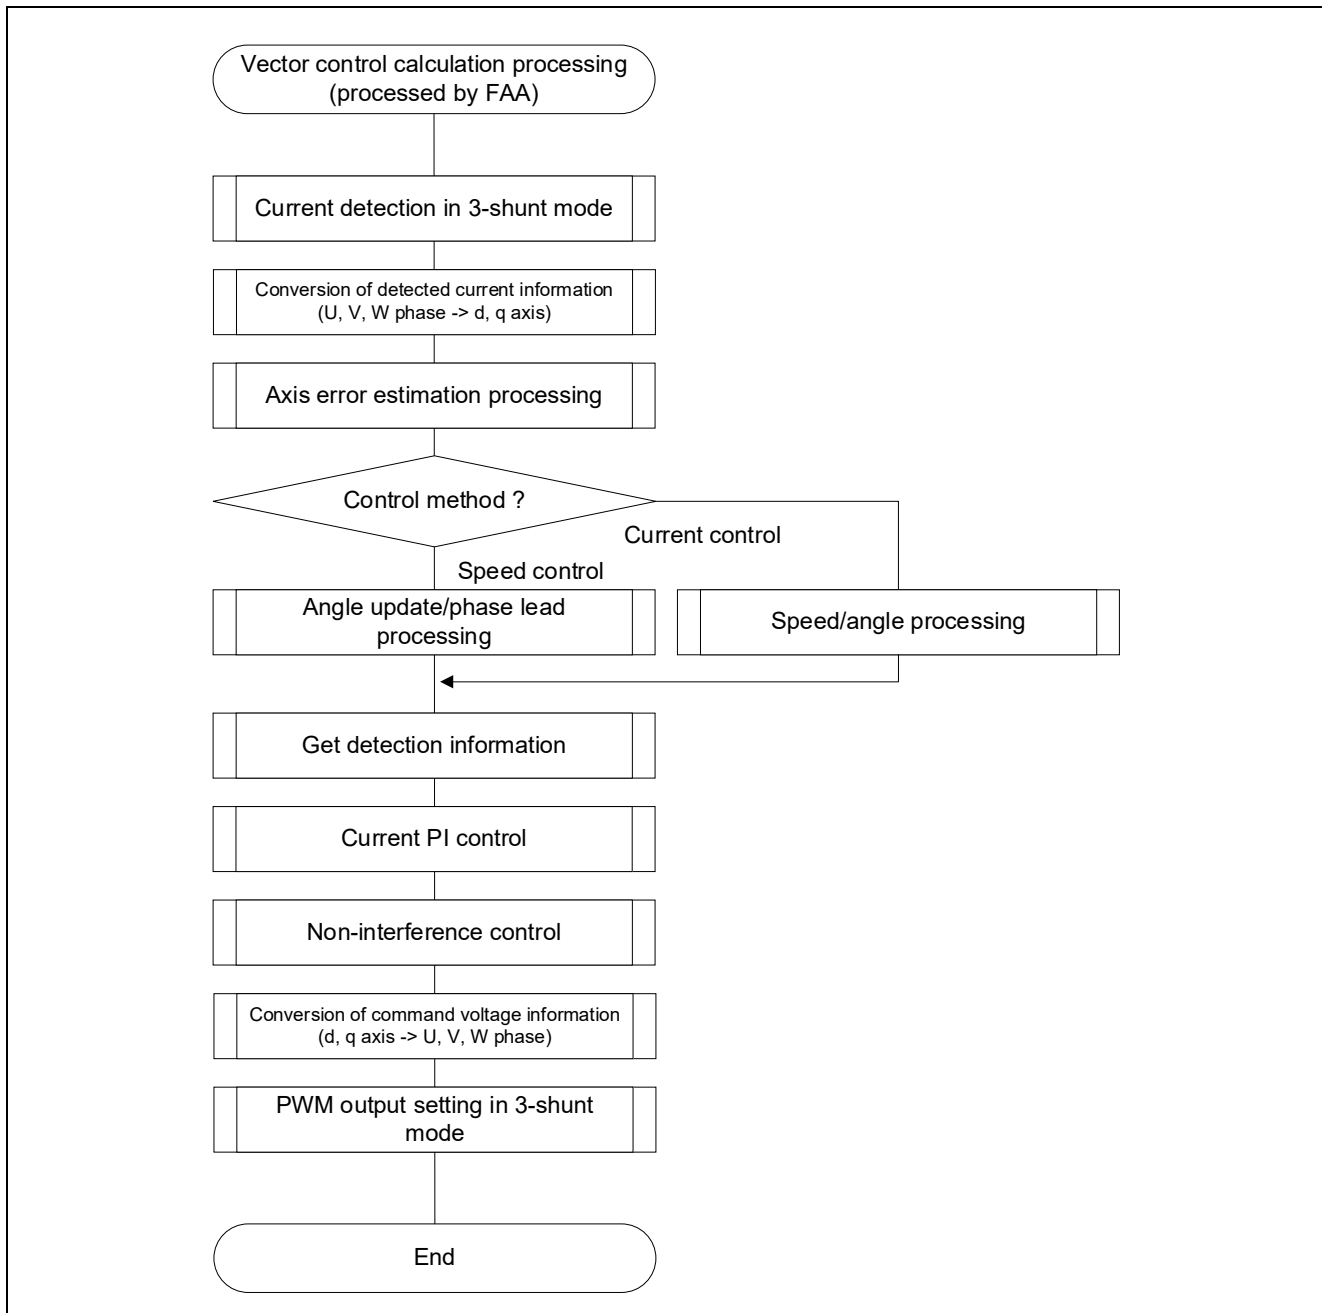 Vector control calculation processing
(processed by FAA)
Current detection in 3-shunt mode
Conversion of detected current information
(U, V, W phase -> d, q axis)
Axis error estimation processing
Control method ?
Current control
Speed control
Angle update/phase lead
processing
Speed/angle processing
Get detection information
Current PI control
Non-interference control
Conversion of command voltage information
(d, q axis -> U, V, W phase)
PWM output setting in 3-shunt
mode
End